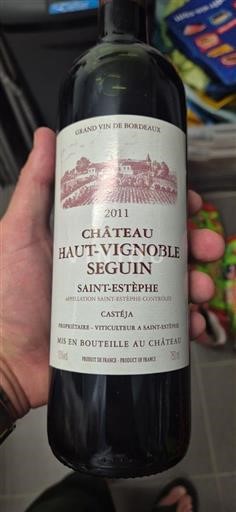 GRAND VIN DE BORDEAUX
2011
CHÂTEAU
HAUT-VIGNOBLE
SEGUIN
SAINT-ESTÈPHE
APPELLATION SAINT-ESTÈPHE CONTRÔLÉE
CASTÉJA
PROPRIÉTAIRE - VITICULTEUR A SAINT-ESTÈPHE
MIS EN BOUTEILLE AU CHÂTEAU
PRODUIT DE FRANCE - PRODUCT OF FRANCE